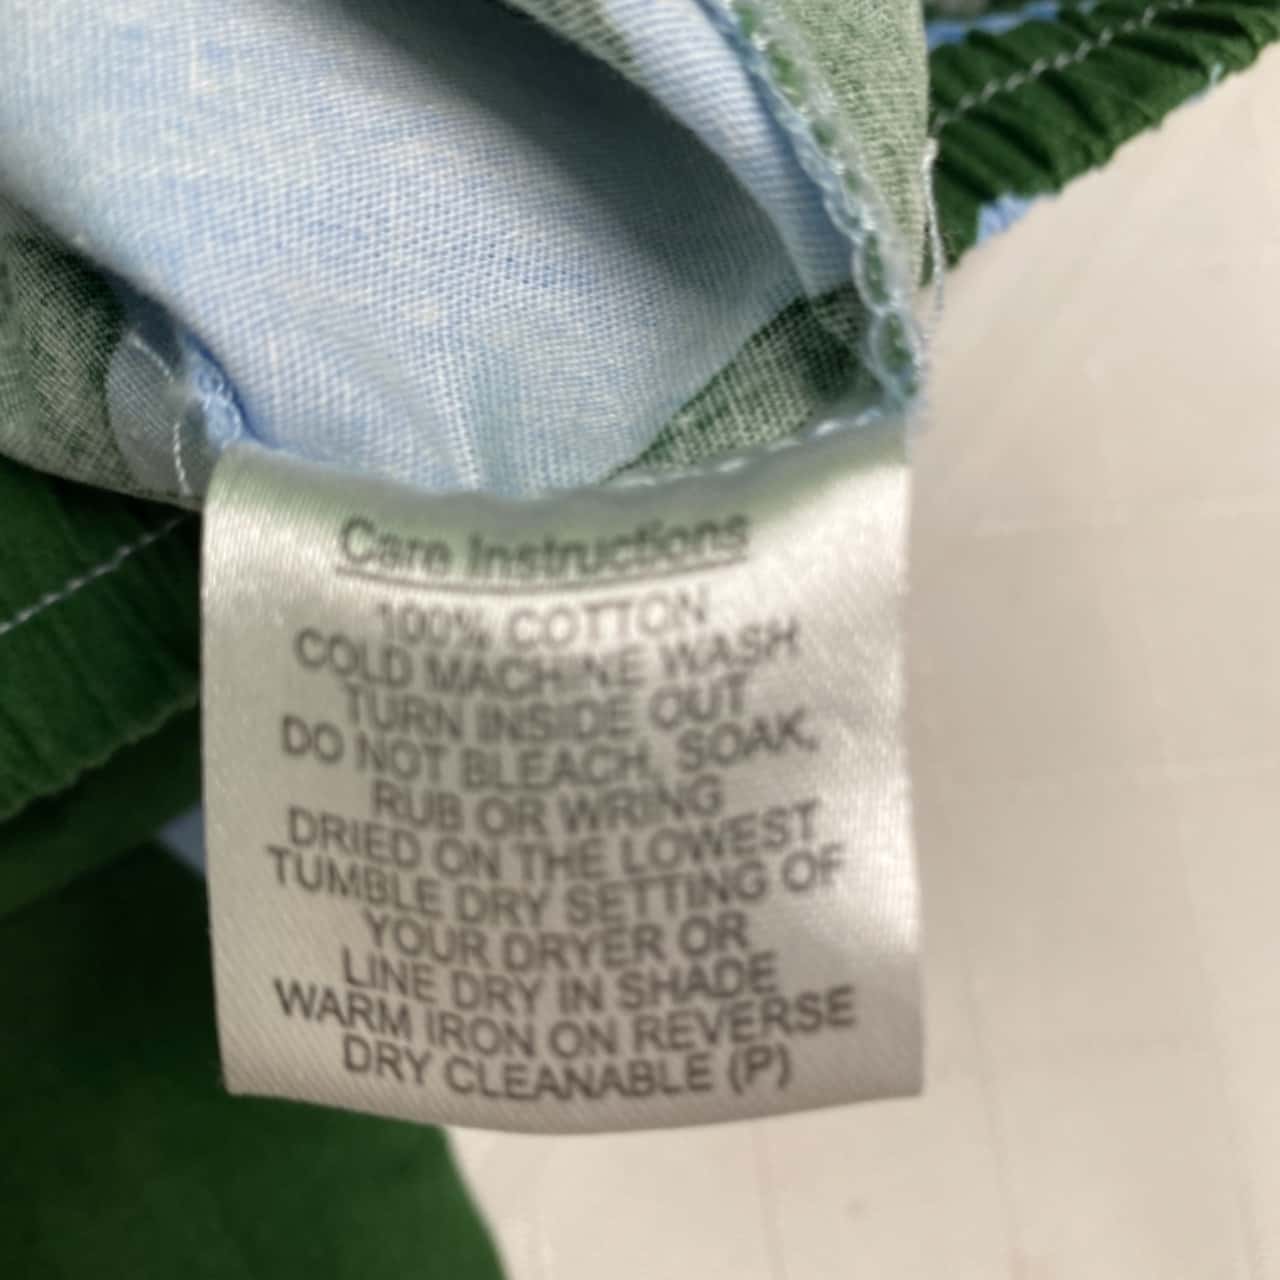 Care Instructions
100% COTTON
COLD MACHINE WASH
TURN INSIDE OUT
DO NOT BLEACH, SOAK,
RUB OR WRING
DRIED ON THE LOWEST
TUMBLE DRY SETTING OF
YOUR DRYER OR
LINE DRY IN SHADE
WARM IRON ON REVERSE
DRY CLEANABLE (P)